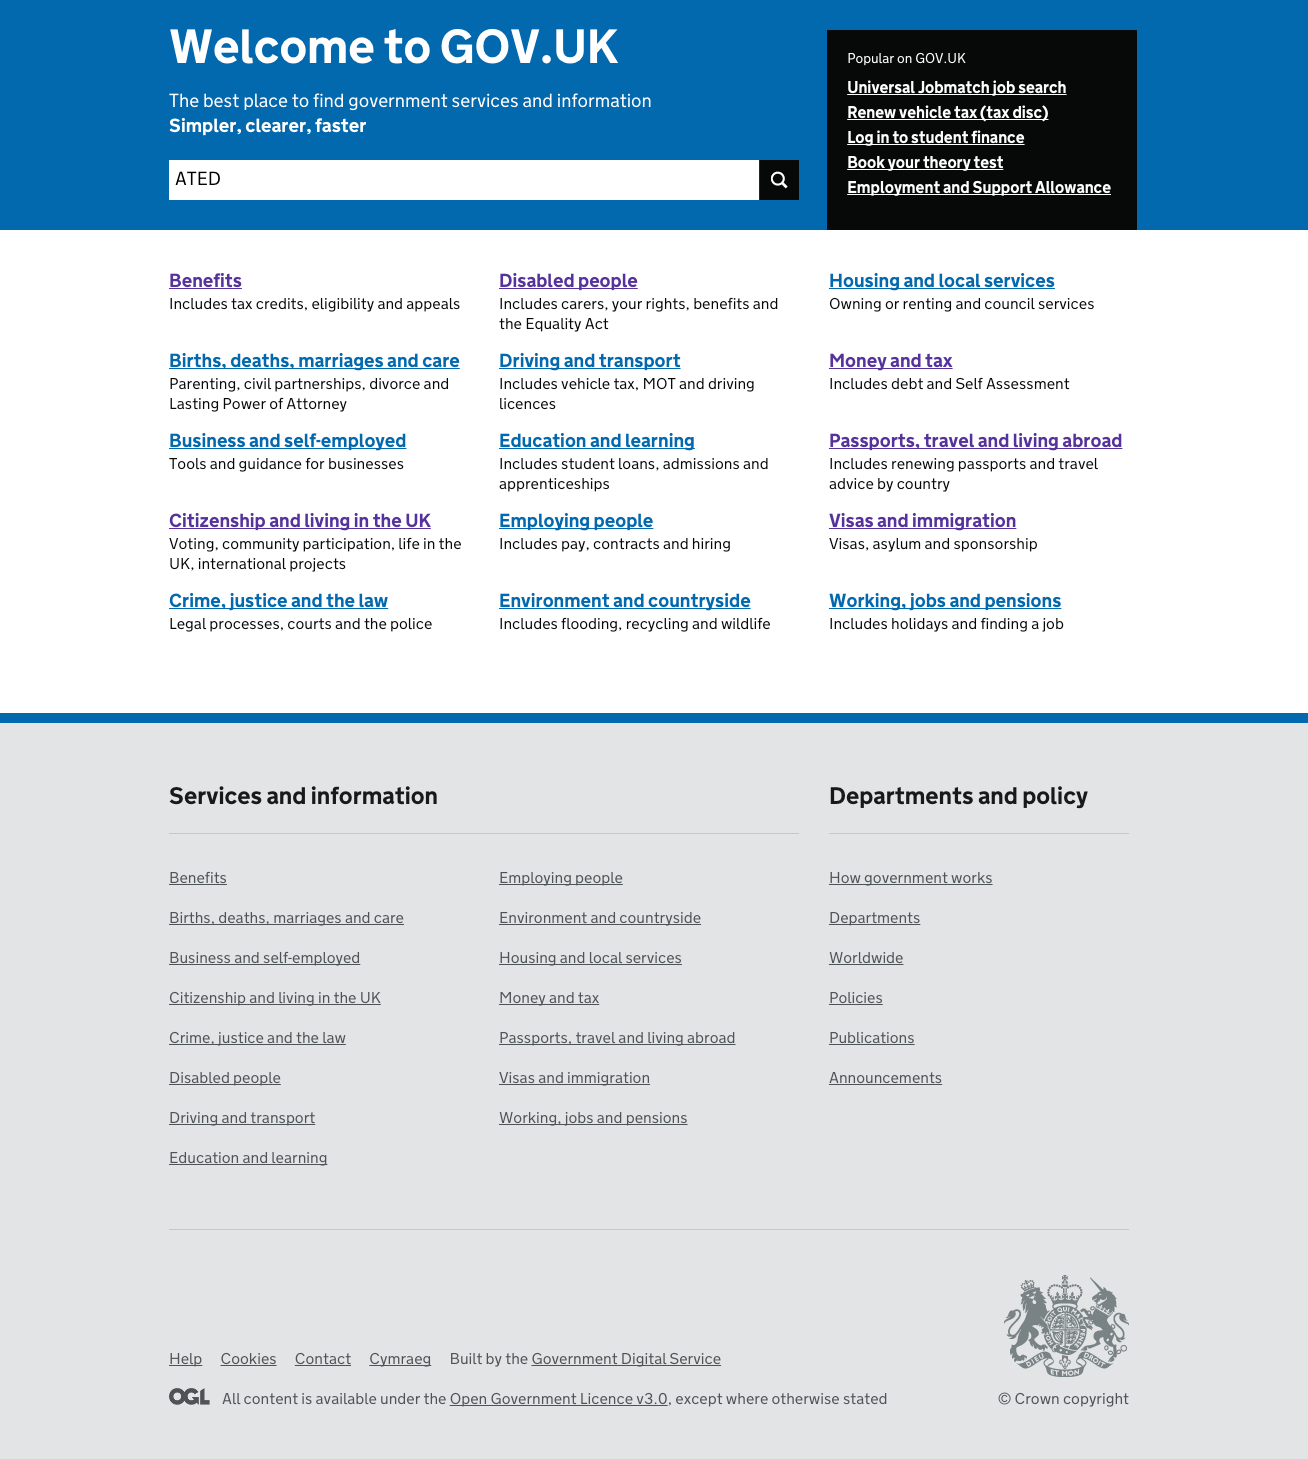 Welcome to GOV.UK
The best place to find government services and information
Simpler, clearer, faster
ATED
Popular on GOV.UK
Universal Jobmatch job search
Renew vehicle tax (tax disc)
Log in to student finance
Book your theory test
Employment and Support Allowance
Benefits
Includes tax credits, eligibility and appeals
Disabled people
Includes carers, your rights, benefits and
the Equality Act
Housing and local services
Owning or renting and council services
Births, deaths, marriages and care
Parenting, civil partnerships, divorce and
Lasting Power of Attorney
Driving and transport
Includes vehicle tax, MOT and driving
licences
Money and tax
Includes debt and Self Assessment
Business and self-employed
Tools and guidance for businesses
Education and learning
Includes student loans, admissions and
apprenticeships
Passports, travel and living abroad
Includes renewing passports and travel
advice by country
Citizenship and living in the UK
Voting, community participation, life in the
UK, international projects
Employing people
Includes pay, contracts and hiring
Visas and immigration
Visas, asylum and sponsorship
Crime, justice and the law
Legal processes, courts and the police
Environment and countryside
Includes flooding, recycling and wildlife
Working, jobs and pensions
Includes holidays and finding a job
Services and information
Benefits
Births, deaths, marriages and care
Business and self-employed
Citizenship and living in the UK
Crime, justice and the law
Disabled people
Driving and transport
Education and learning
Employing people
Environment and countryside
Housing and local services
Money and tax
Passports, travel and living abroad
Visas and immigration
Working, jobs and pensions
Departments and policy
How government works
Departments
Worldwide
Policies
Publications
Announcements
Help Cookies Contact Cymraeg Built by the Government Digital Service
OGL All content is available under the Open Government Licence v3.0, except where otherwise stated
DIEU ET MON DROIT
© Crown copyright